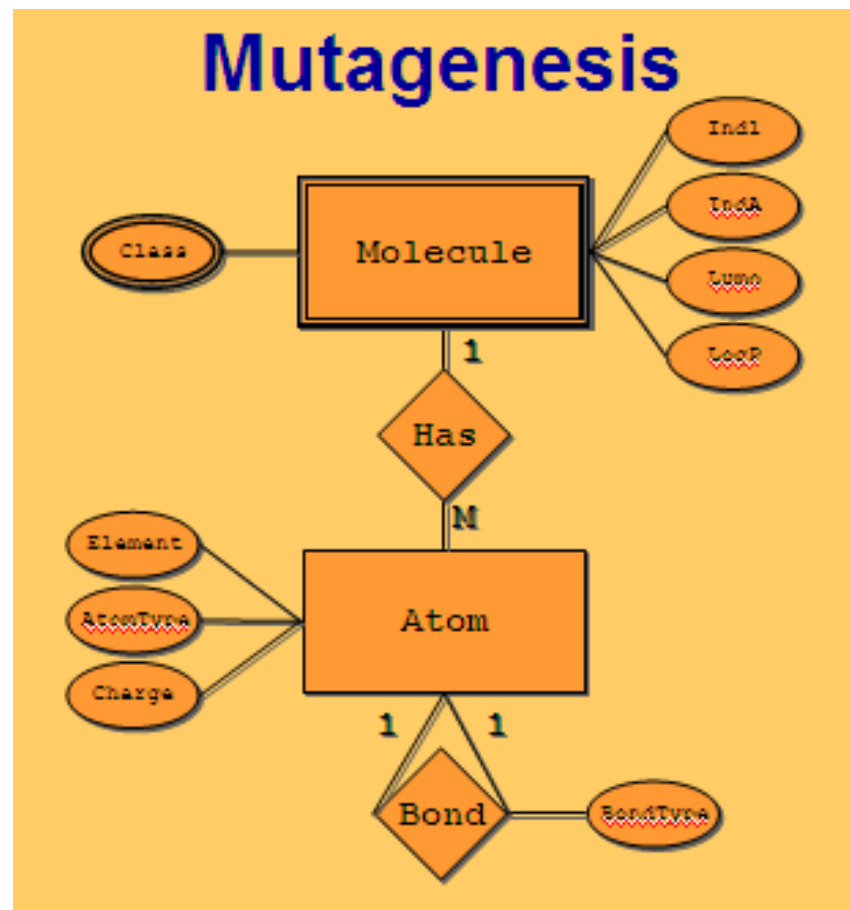 Mutagenesis
Ind1
IndA
Class
Molecule
Lumo
LogP
1
Has
M
Element
AtomType
Atom
Charge
1 1
Bond
BondType